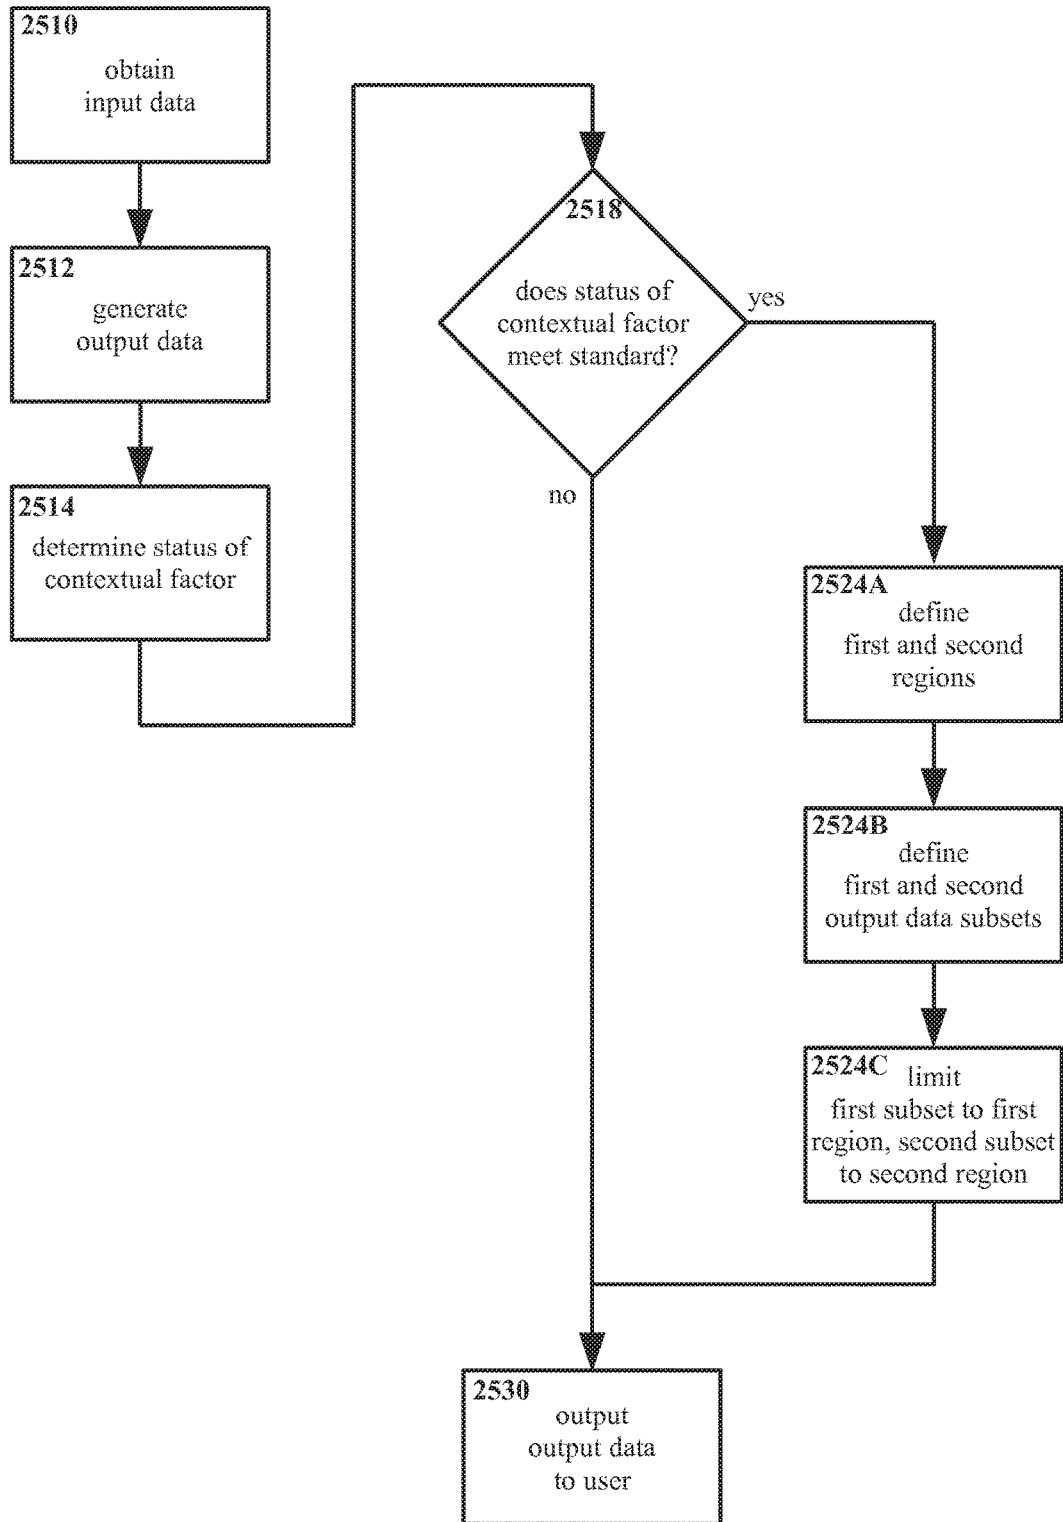 2510
obtain
input data
2512
generate
output data
2514
determine status of
contextual factor
2518
does status of
contextual factor
meet standard?
yes
no
2524A
define
first and second
regions
2524B
define
first and second
output data subsets
2524C
limit
first subset to first
region, second subset
to second region
2530
output
output data
to user